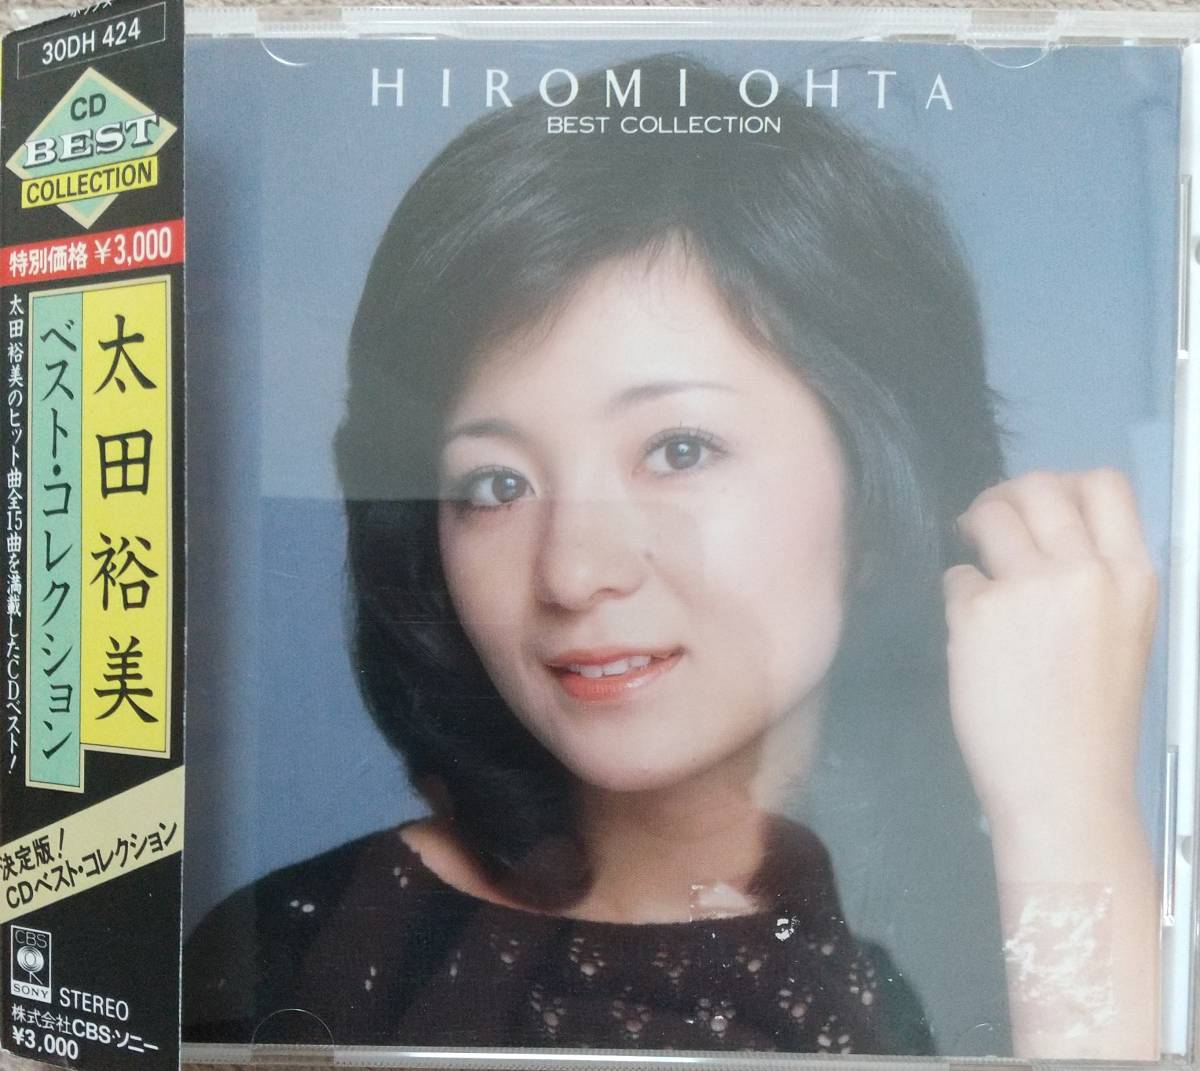 30DH 424
CD
BEST
COLLECTION
特別価格 ¥3,000
太田裕美
ベスト・コレクション
太田裕美のヒット曲全15曲を満載したCDベスト!
決定版!
CDベスト・コレクション
CBS
SONY
STEREO
株式会社CBS・ソニー
¥3,000
HIROMI OHTA
BEST COLLECTION